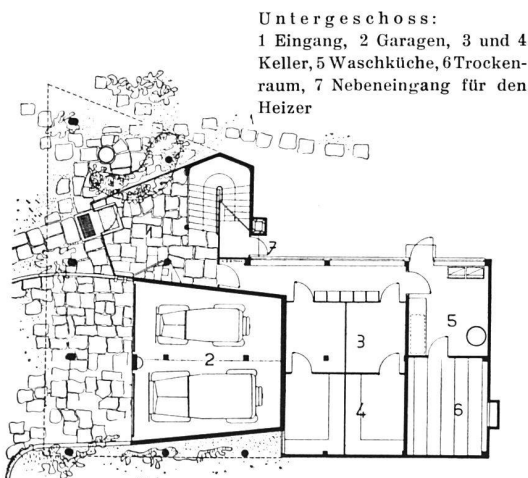 Untergeschoss:
1 Eingang, 2 Garagen, 3 und 4
Keller, 5 Waschküche, 6 Trocken-
raum, 7 Nebeneingang für den
Heizer
1
7
2
3
5
4
6